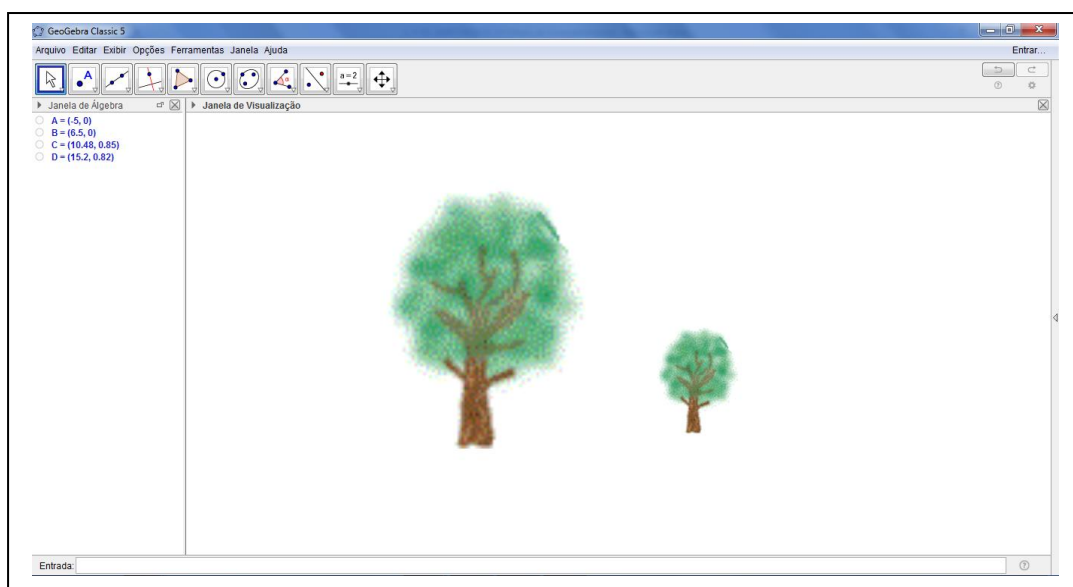 GeoGebra Classic 5
Arquivo Editar Exibir Opções Ferramentas Janela Ajuda
Entrar...
A
α
a=2
Janela de Álgebra
Janela de Visualização
A = (-5, 0)
B = (6.5, 0)
C = (10.48, 0.85)
D = (15.2, 0.82)
Entrada: